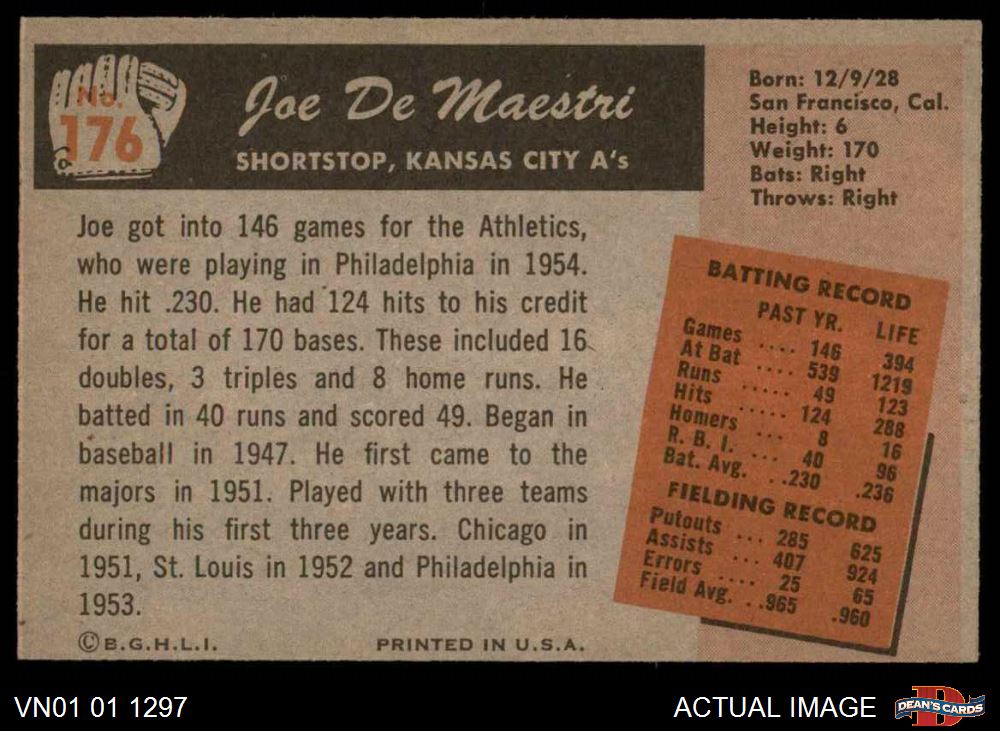 No.
176
Joe De Maestri
SHORTSTOP, KANSAS CITY A's
Born: 12/9/28
San Francisco, Cal.
Height: 6
Weight: 170
Bats: Right
Throws: Right
Joe got into 146 games for the Athletics,
who were playing in Philadelphia in 1954.
He hit .230. He had 124 hits to his credit
for a total of 170 bases. These included 16
doubles, 3 triples and 8 home runs. He
batted in 40 runs and scored 49. Began in
baseball in 1947. He first came to the
majors in 1951. Played with three teams
during his first three years. Chicago in
1951, St. Louis in 1952 and Philadelphia in
1953.
BATTING RECORD
PAST YR. LIFE
Games .... 146 394
At Bat .... 539 1219
Runs ..... 49 123
Hits ..... 124 288
Homers ... 8 16
R. B. I. ... 40 96
Bat. Avg. ..230 .236
FIELDING RECORD
Putouts ... 285 625
Assists ... 407 924
Errors .... 25 65
Field Avg. ..965 .960
©B.G.H.L.I. PRINTED IN U.S.A.
VN01 01 1297 ACTUAL IMAGE
D
DEAN'S CARDS